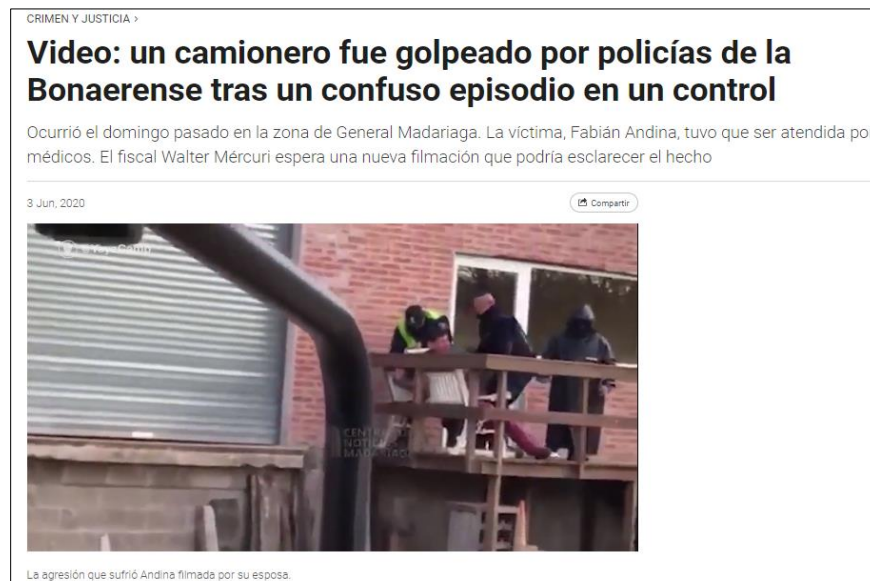 CRIMEN Y JUSTICIA >
Video: un camionero fue golpeado por policías de la
Bonaerense tras un confuso episodio en un control
Ocurrió el domingo pasado en la zona de General Madariaga. La víctima, Fabián Andina, tuvo que ser atendida por
médicos. El fiscal Walter Mércuri espera una nueva filmación que podría esclarecer el hecho
3 Jun, 2020
Compartir
CENTRO
NOTICIAS
MADARIAGA
La agresión que sufrió Andina filmada por su esposa.